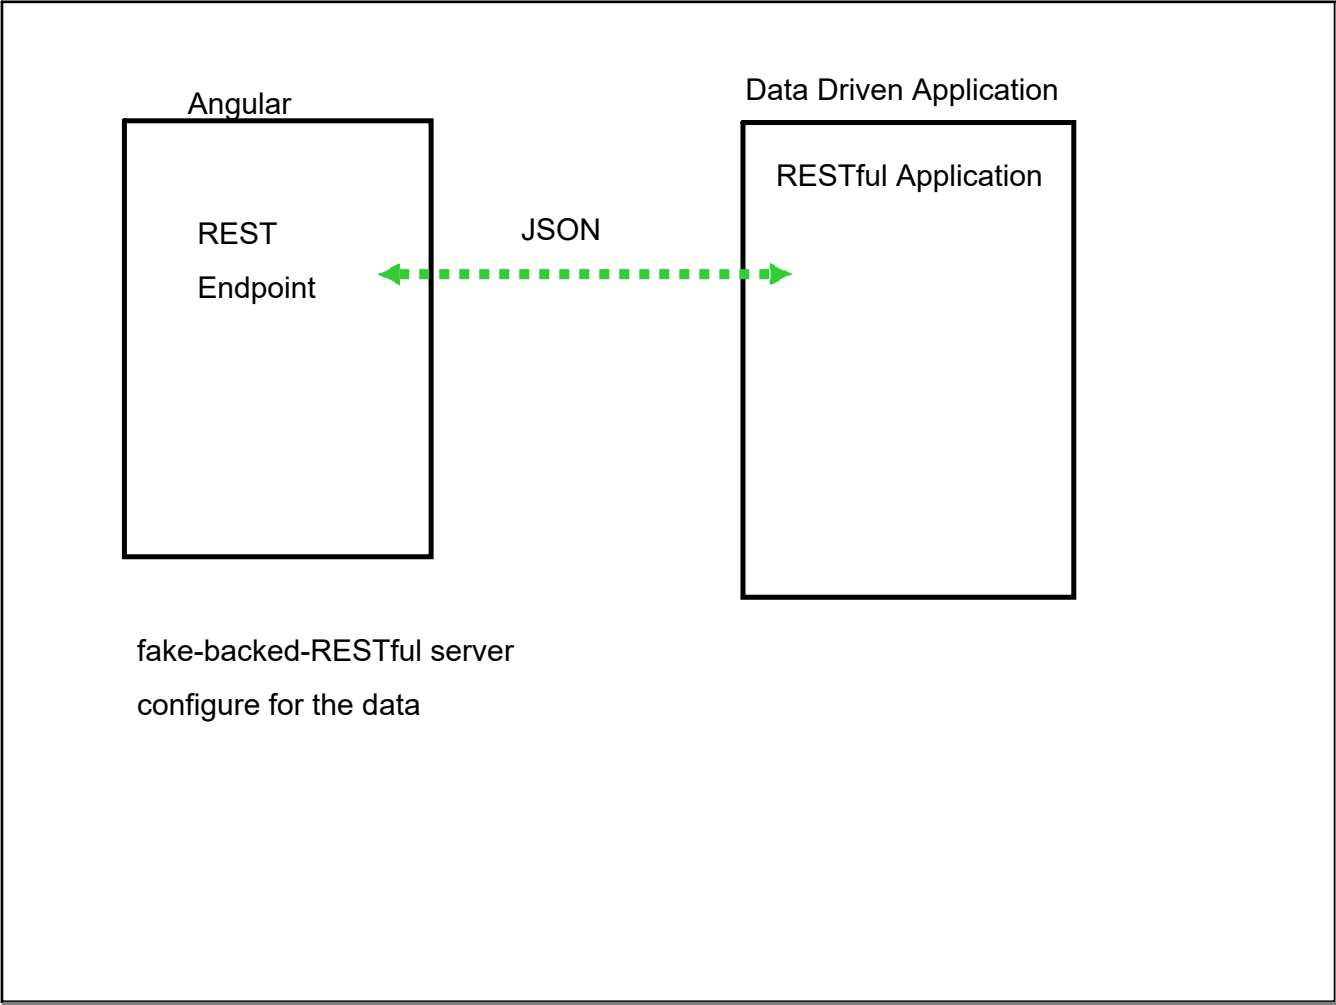 Angular
Data Driven Application
RESTful Application
REST
Endpoint
JSON
fake-backed-RESTful server
configure for the data